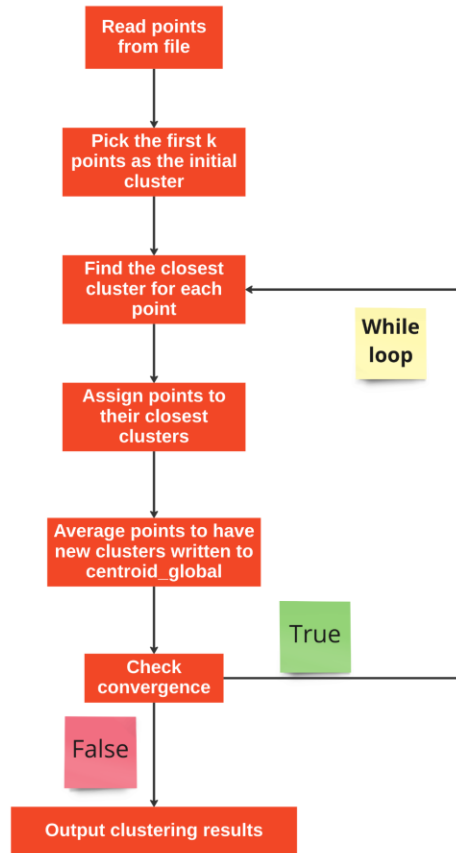 Read points
from file
Pick the first k
points as the initial
cluster
Find the closest
cluster for each
point
While
loop
Assign points to
their closest
clusters
Average points to have
new clusters written to
centroid_global
True
Check
convergence
False
Output clustering results